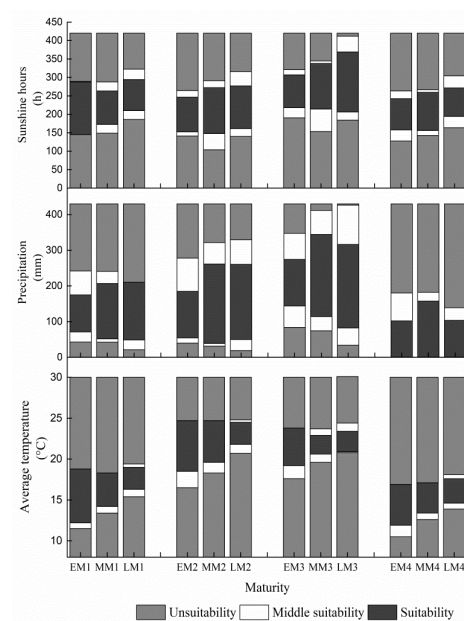 450
400
350
300
250
200
150
100
50
0
Sunshine hours
(h)
400
300
200
100
0
Precipitation
(mm)
30
25
20
15
10
Average temperature
(°C)
EM1 MM1 LM1 EM2 MM2 LM2 EM3 MM3 LM3 EM4 MM4 LM4
Maturity
Unsuitability Middle suitability Suitability